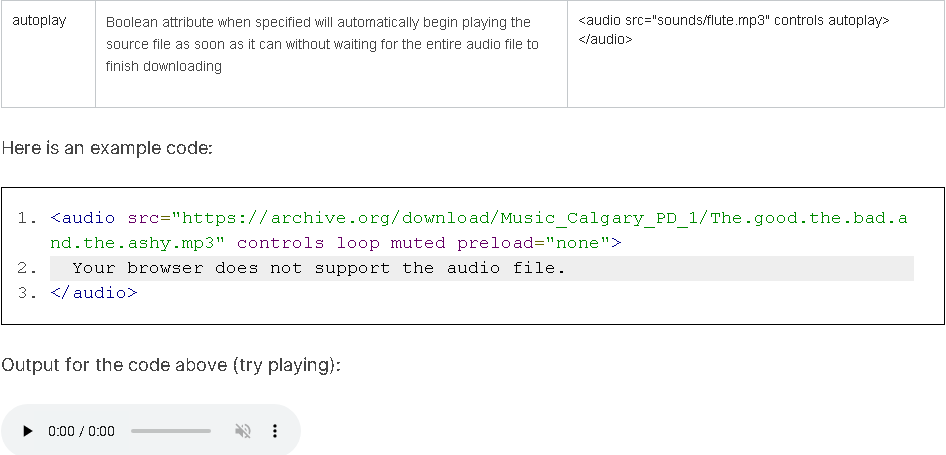 autoplay
Boolean attribute when specified will automatically begin playing the
source file as soon as it can without waiting for the entire audio file to
finish downloading
<audio src="sounds/flute.mp3" controls autoplay>
</audio>
Here is an example code:
1. <audio src="https://archive.org/download/Music_Calgary_PD_1/The.good.the.bad.a
nd.the.ashy.mp3" controls loop muted preload="none">
2. Your browser does not support the audio file.
3. </audio>
Output for the code above (try playing):
0:00 / 0:00